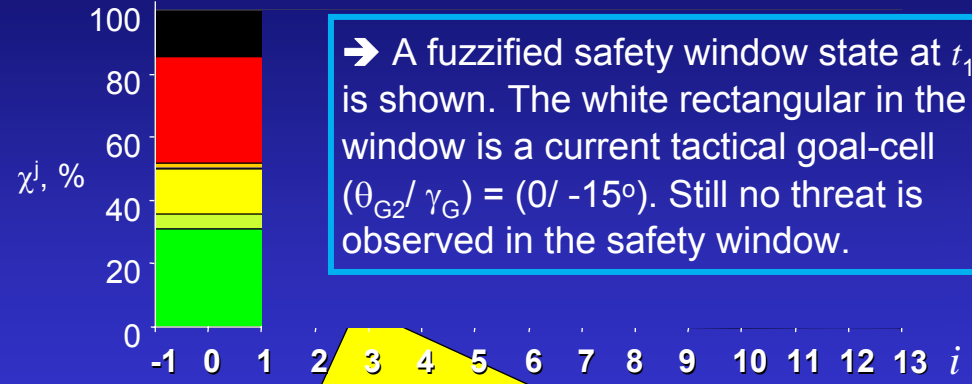 100
80
60
χj, %
40
20
0
➔ A fuzzified safety window state at t1
is shown. The white rectangular in the
window is a current tactical goal-cell
(θG2/ γG) = (0/ -15o). Still no threat is
observed in the safety window.
-1 0 1 2 3 4 5 6 7 8 9 10 11 12 13 i